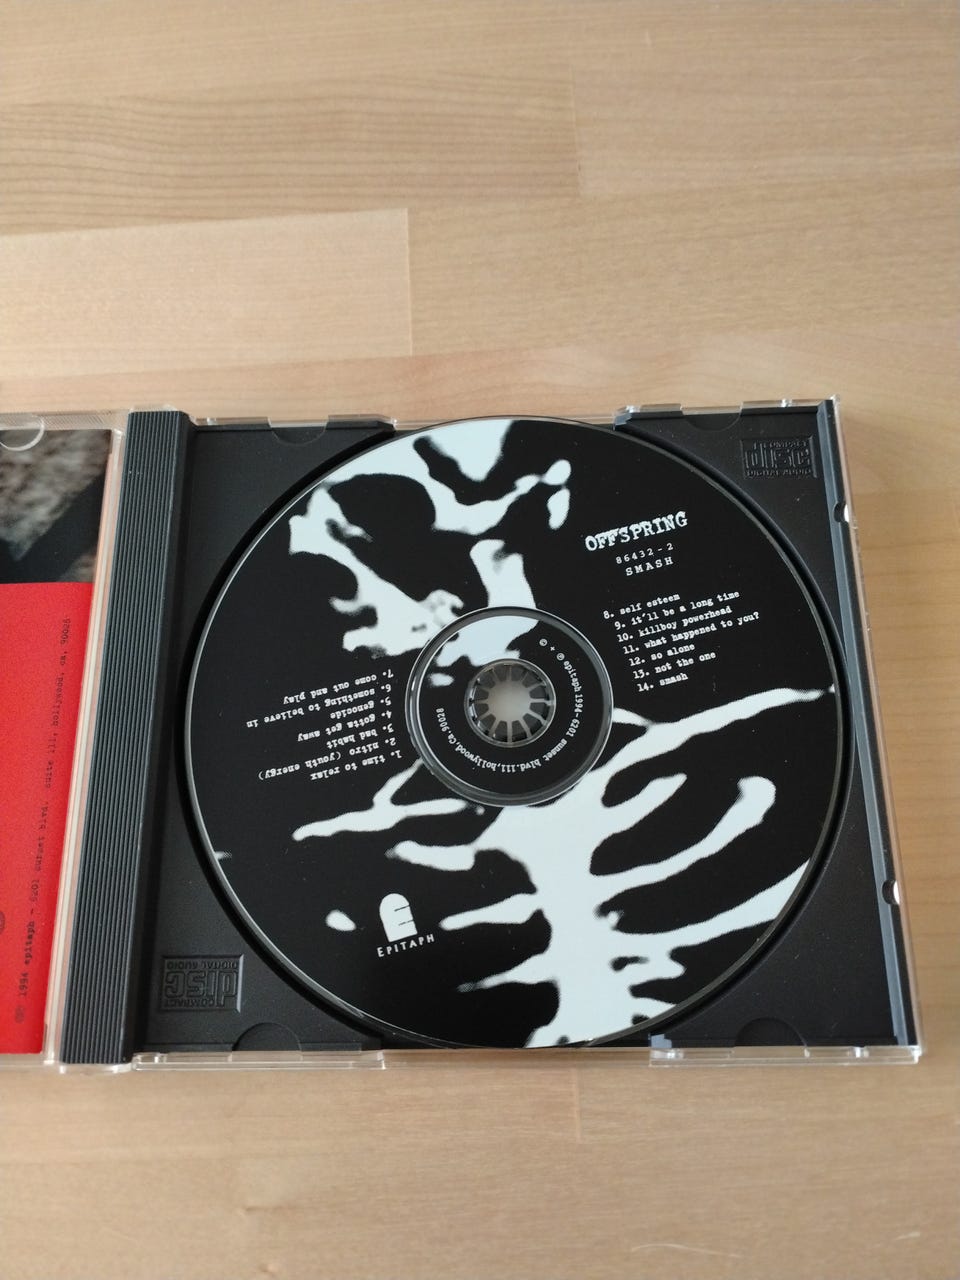 OFFSPRING
86432-2
SMASH
8. self esteem
9. it'll be a long time
10. killboy powerhead
11. what happened to you?
12. so alone
13. not the one
14. smash
1. time to relax
2. nitro (youth energy)
3. bad habit
4. gotta get away
5. genocide
6. something to believe in
7. come out and play
© + ℗ epitaph 1994-6201 sunset blvd.111,hollywood,ca.90028
EPITAPH
COMPACT
disc
DIGITAL AUDIO
COMPACT
disc
DIGITAL AUDIO
1994 epitaph - 6201 sunset blvd. suite 111, hollywood, ca, 90028